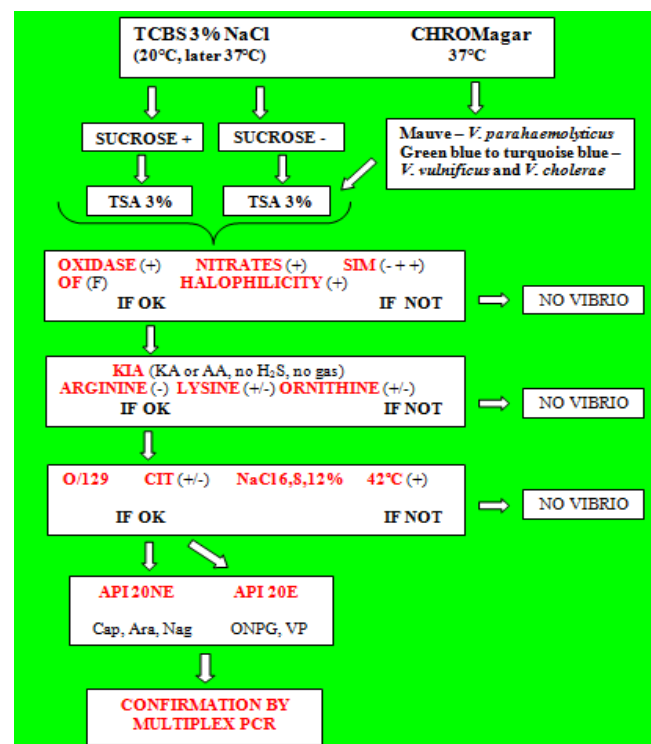 TCBS 3% NaCl CHROMagar
(20°C, later 37°C) 37°C
SUCROSE + SUCROSE -
Mauve – V. parahaemolyticus
Green blue to turquoise blue –
V. vulnificus and V. cholerae
TSA 3% TSA 3%
OXIDASE (+) NITRATES (+) SIM (- + +)
OF (F) HALOPHILICITY (+)
IF OK IF NOT
NO VIBRIO
KIA (KA or AA, no H₂S, no gas)
ARGININE (-) LYSINE (+/-) ORNITHINE (+/-)
IF OK IF NOT
NO VIBRIO
O/129 CIT (+/-) NaCl 6,8,12% 42°C (+)
IF OK IF NOT
NO VIBRIO
API 20NE API 20E
Cap, Ara, Nag ONPG, VP
CONFIRMATION BY
MULTIPLEX PCR